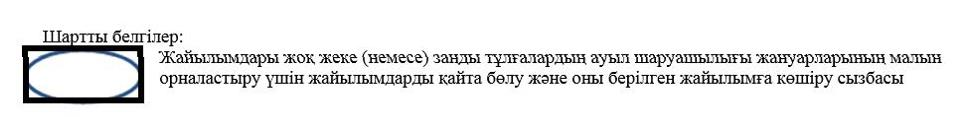 Шартты белгілер:
Жайылымдары жоқ жеке (немесе) заңды тұлғалардың ауыл шаруашылығы жануарларының малын
орналастыру үшін жайылымдарды қайта бөлу және оны берілген жайылымға көшіру сызбасы